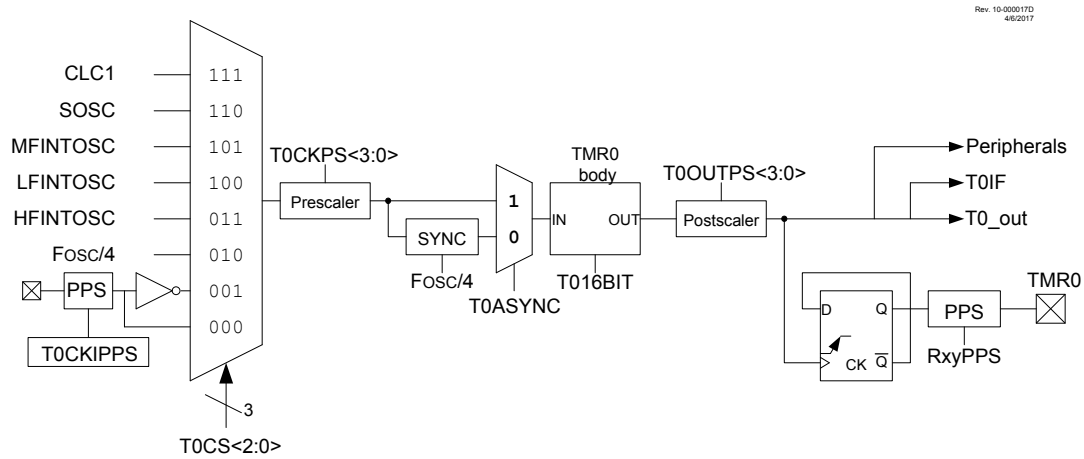 Rev. 10-000017D
4/6/2017
CLC1
111
SOSC
110
MFINTOSC
101
LFINTOSC
100
HFINTOSC
011
FOSC/4
010
PPS
001
000
T0CKIPPS
3
T0CS<2:0>
T0CKPS<3:0>
Prescaler
SYNC
FOSC/4
1
0
T0ASYNC
TMR0
body
IN
OUT
T016BIT
T0OUTPS<3:0>
Postscaler
Peripherals
T0IF
T0_out
D
Q
CK
Q
PPS
RxyPPS
TMR0